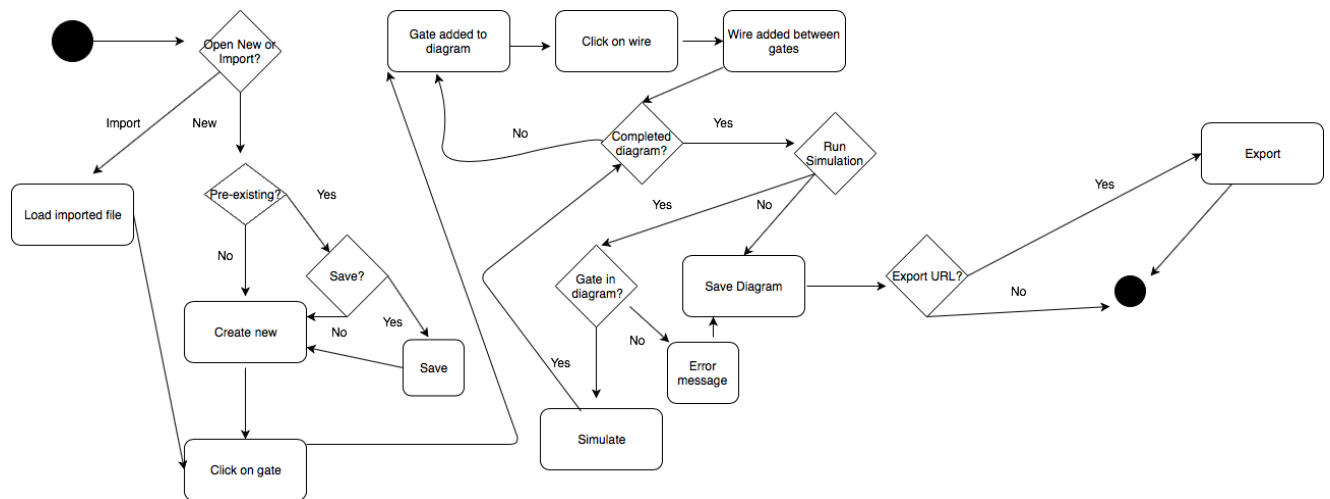 Open New or
Import?
Gate added to
diagram
Click on wire
Wire added between
gates
Import
New
No
Completed
diagram?
Yes
Run
Simulation
Export
Pre-existing?
Yes
Load imported file
Yes
No
Yes
No
Save?
Gate in
diagram?
Save Diagram
Export URL?
No
Create new
No
Yes
Save
Yes
No
Error
message
Simulate
Click on gate